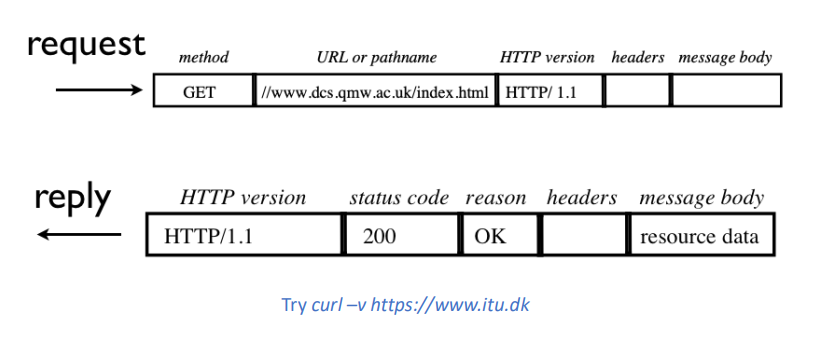 request
method URL or pathname HTTP version headers message body
GET //www.dcs.qmw.ac.uk/index.html HTTP/ 1.1
reply
HTTP version status code reason headers message body
HTTP/1.1 200 OK resource data
Try curl –v https://www.itu.dk